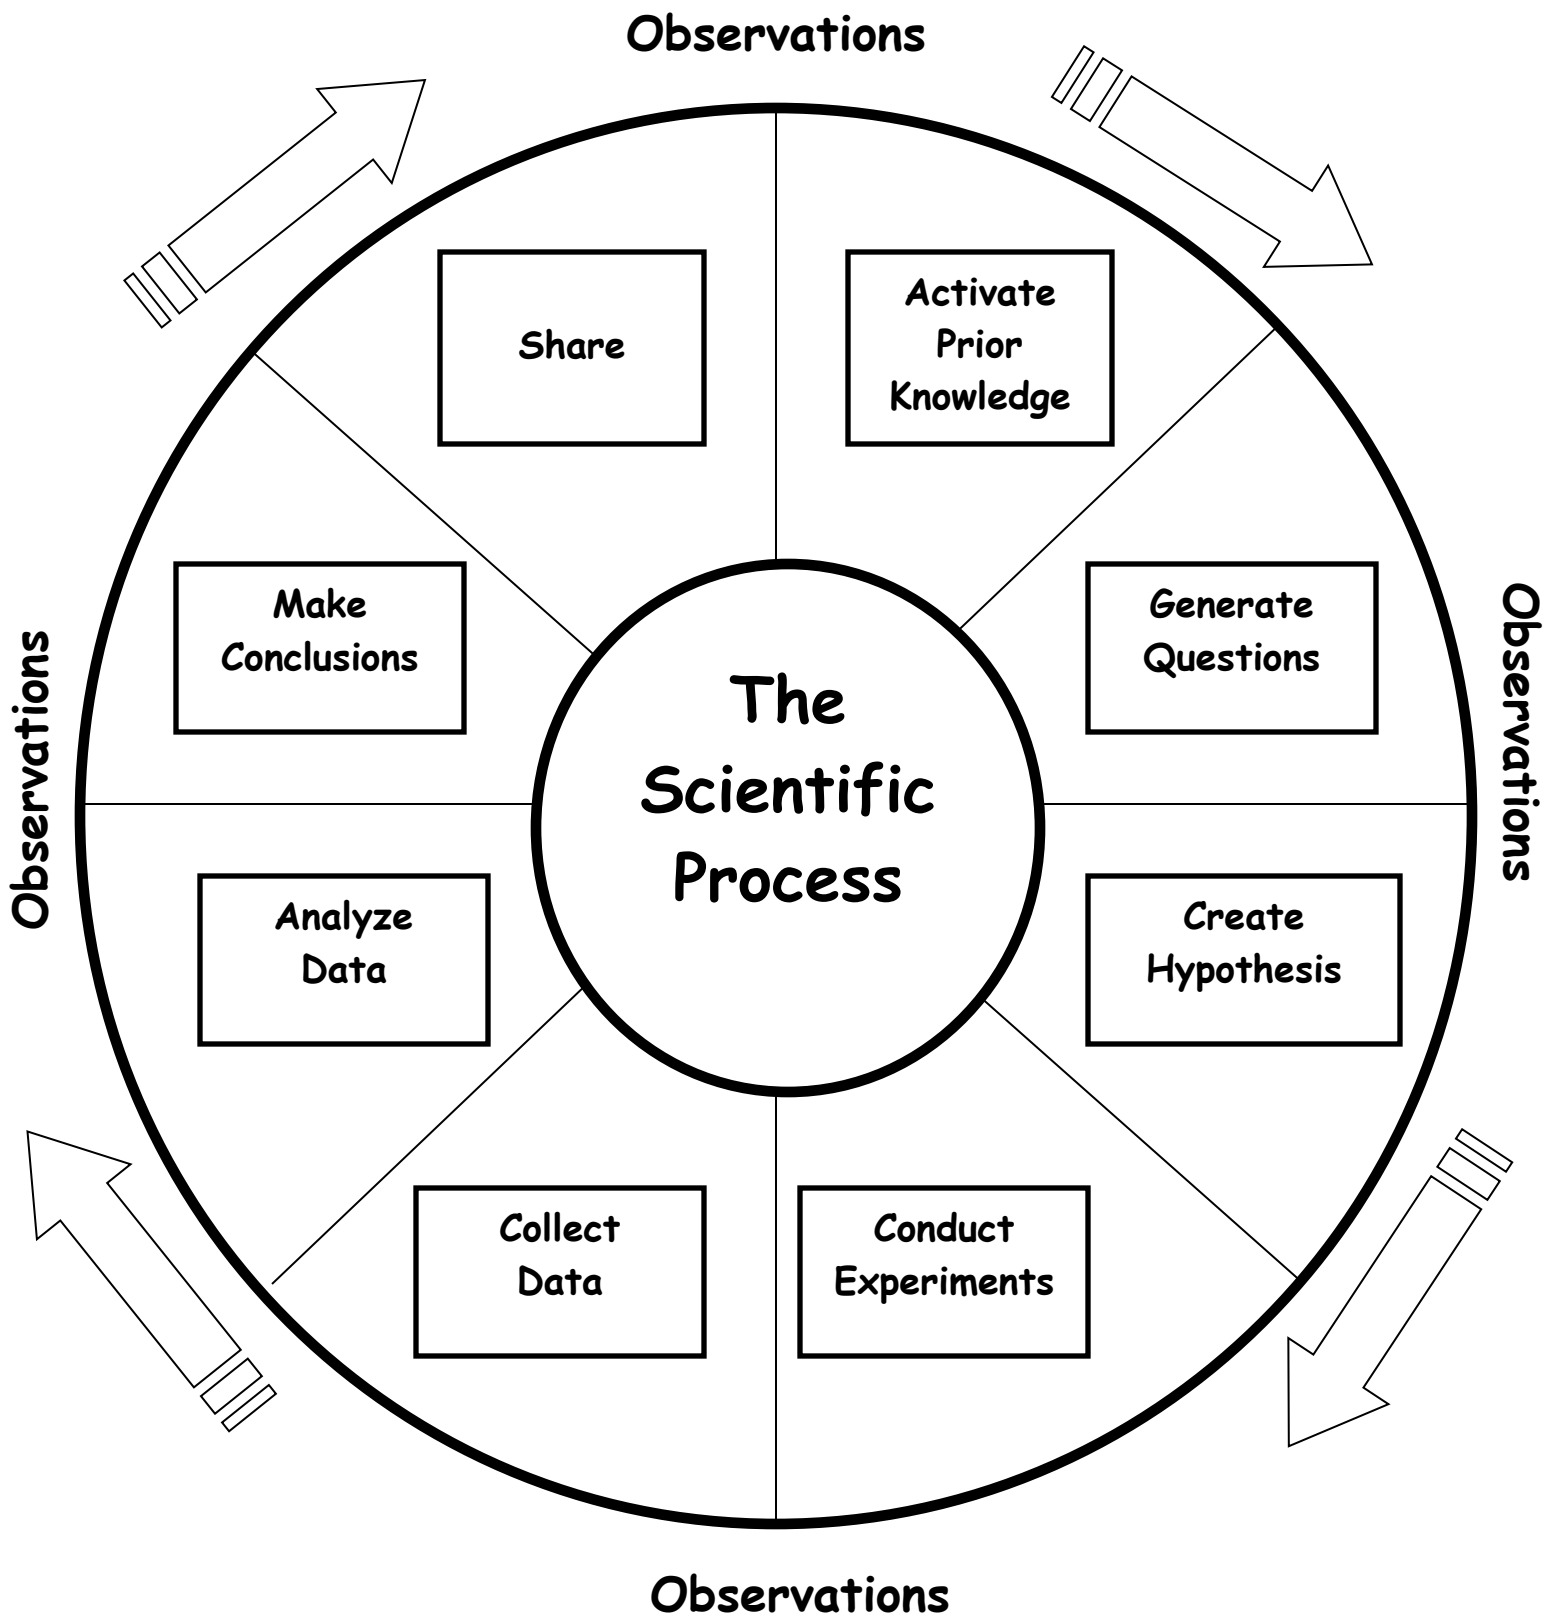 Observations
Share
Activate
Prior
Knowledge
Make
Conclusions
Generate
Questions
The
Scientific
Process
Observations
Observations
Analyze
Data
Create
Hypothesis
Collect
Data
Conduct
Experiments
Observations